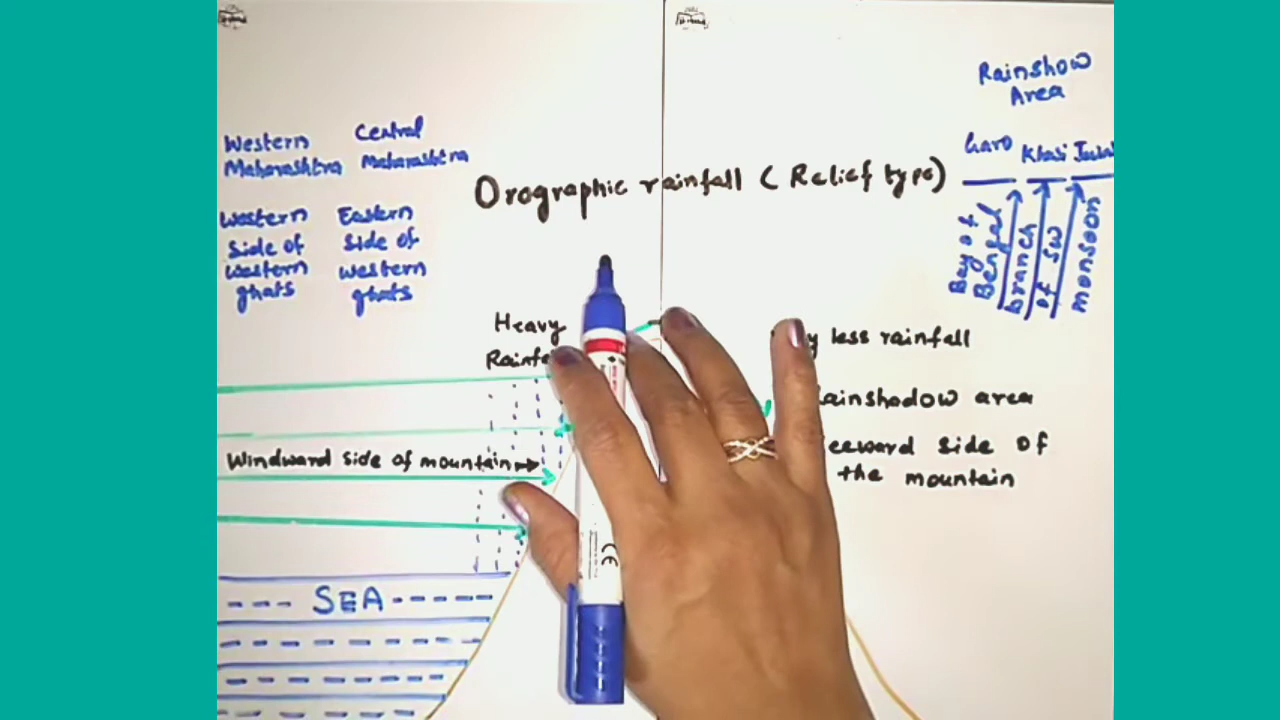 Western
Maharashtra
Central
Maharashtra
Western
Side of
western
ghats
Eastern
side of
western
ghats
Orographic rainfall ( Relief type)
Rainshow
Area
Garo
Khasi
Bay of
Bengal
branch
of sw
monsoon
Heavy
less rainfall
area
Windward side of mountain
side of
the mountain
SEA
CE